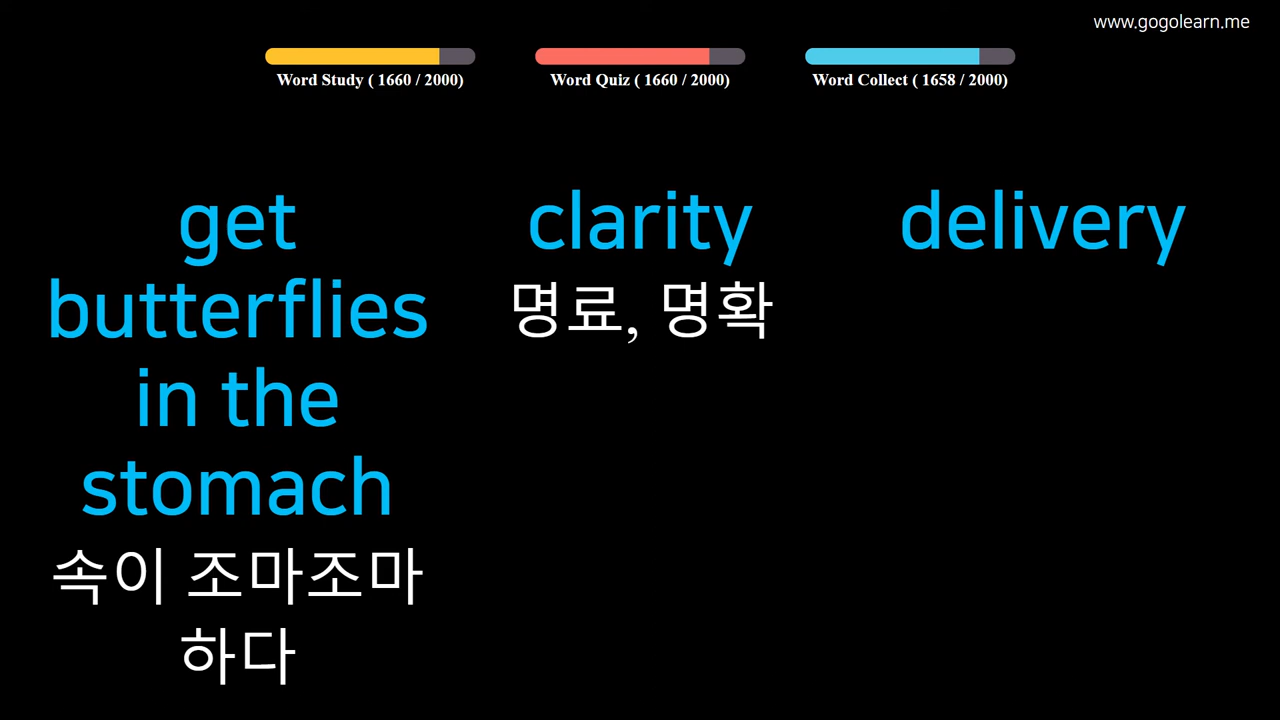 www.gogolearn.me
Word Study ( 1660 / 2000)
Word Quiz ( 1660 / 2000)
Word Collect ( 1658 / 2000)
get
butterflies
in the
stomach
속이 조마조마
하다
clarity
명료, 명확
delivery